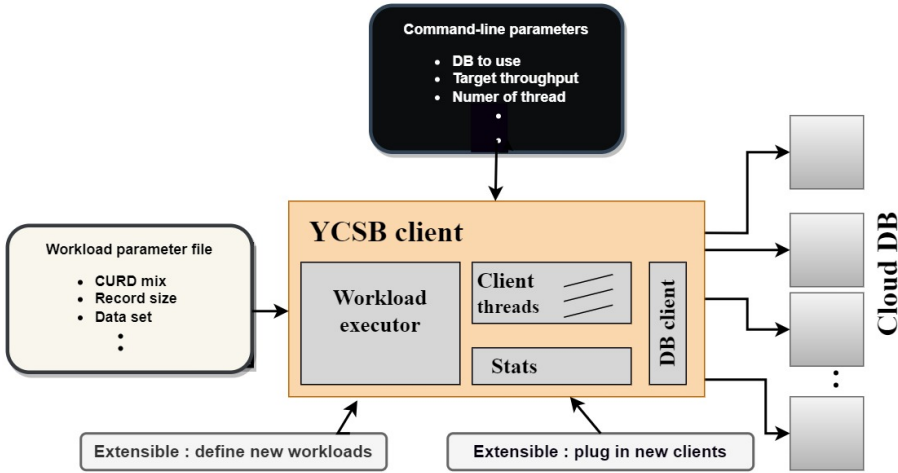 Command-line parameters
• DB to use
• Target throughput
• Numer of thread
Workload parameter file
• CURD mix
• Record size
• Data set
YCSB client
Workload
executor
Client
threads
Stats
DB client
Cloud DB
Extensible : define new workloads
Extensible : plug in new clients